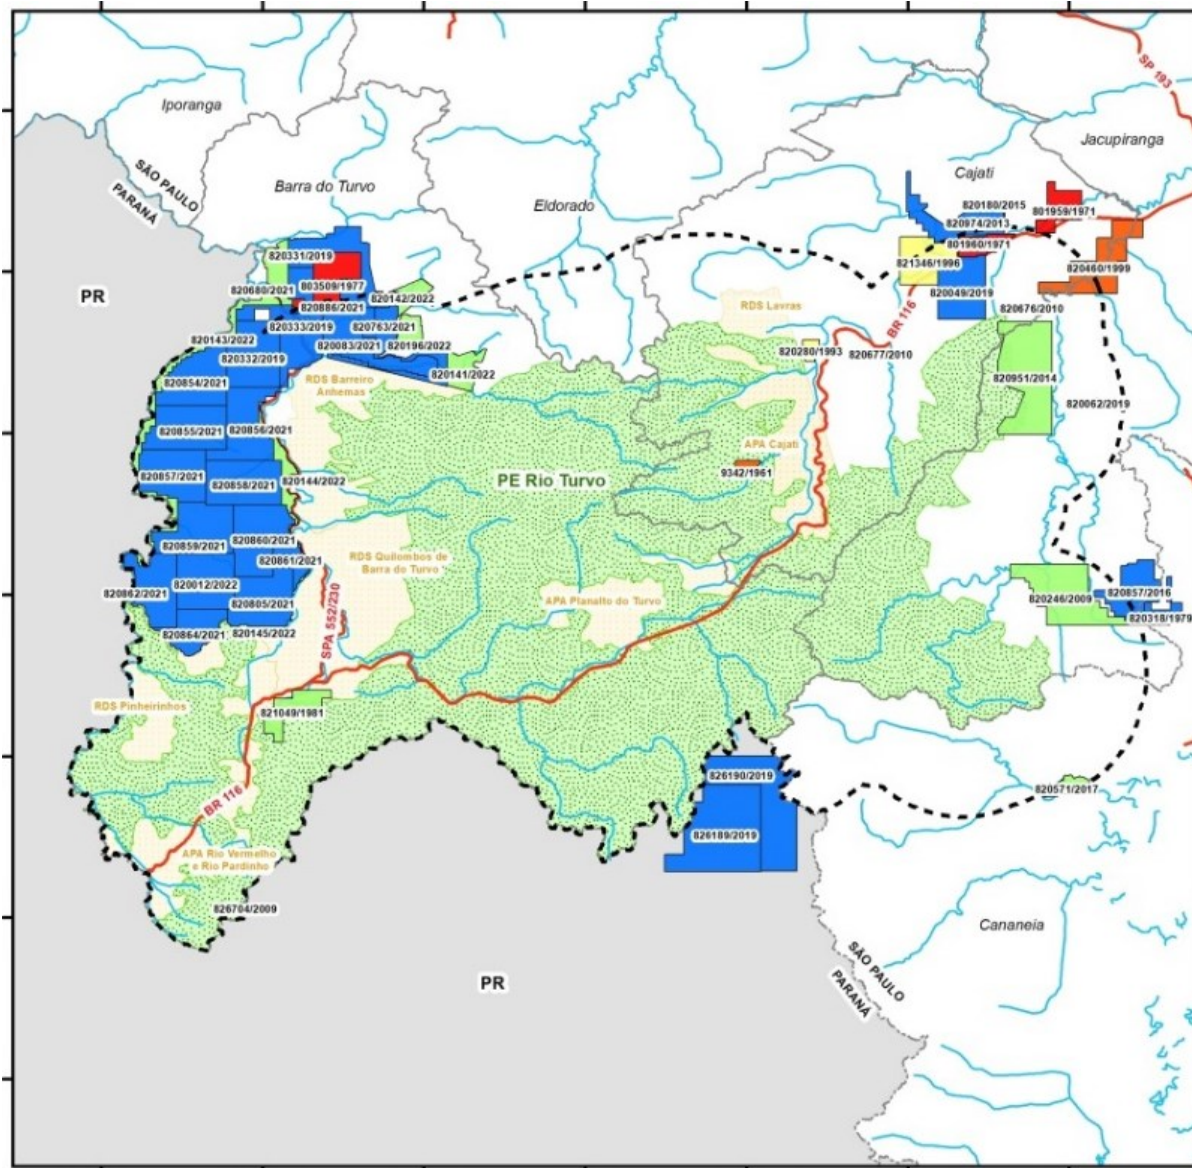 SP 193
Iporanga
Jacupiranga
SÃO PAULO
PARANÁ
Barra do Turvo
Cajati
Eldorado
820180/2015
801959/1971
820974/2013
801960/1971
820331/2019
821346/1996
820460/1999
PR
820680/2021
803509/1977
820142/2022
820049/2019
820886/2021
RDS Lavras
820676/2010
BR 116
820333/2019
820763/2021
820143/2022
820083/2021
820196/2022
820280/1993
820677/2010
820332/2019
820141/2022
820854/2021
RDS Barreiro
Anhemas
820951/2014
820062/2019
820855/2021
820856/2021
APA Cajati
9342/1961
820857/2021
820858/2021
820144/2022
PE Rio Turvo
820859/2021
820860/2021
820861/2021
RDS Quilombos de
Barra do Turvo
820862/2021
820012/2022
820805/2021
SPA 552/230
APA Planalto do Turvo
820246/2009
820857/2016
820318/1979
820864/2021
820145/2022
RDS Pinheirinhos
821049/1981
826190/2019
820571/2017
BR 116
826189/2019
APA Rio Vermelho
e Rio Pardinho
826704/2009
Cananeia
SÃO PAULO
PARANÁ
PR